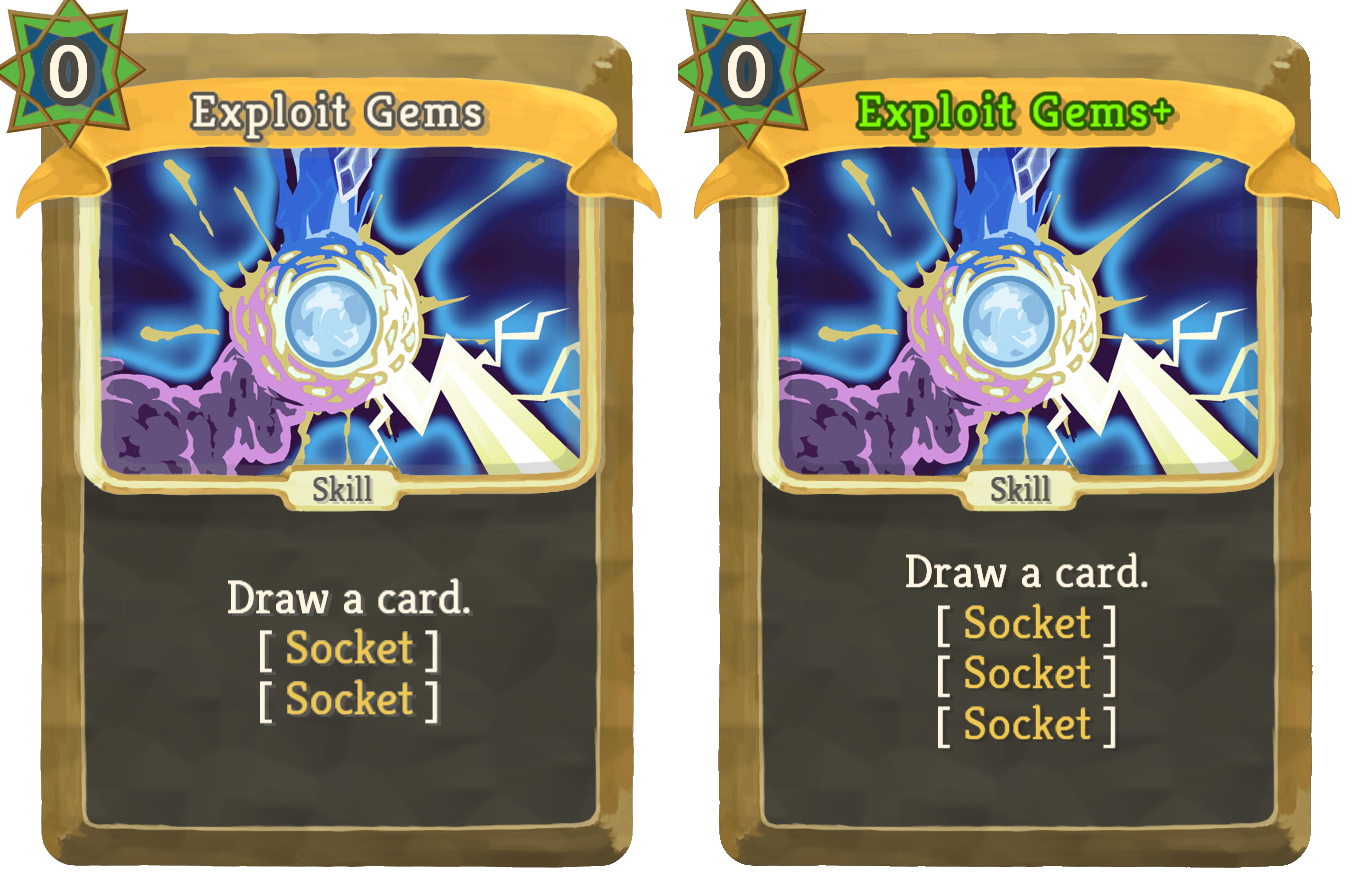 0
Exploit Gems
Skill
Draw a card.
[ Socket ]
[ Socket ]
0
Exploit Gems+
Skill
Draw a card.
[ Socket ]
[ Socket ]
[ Socket ]